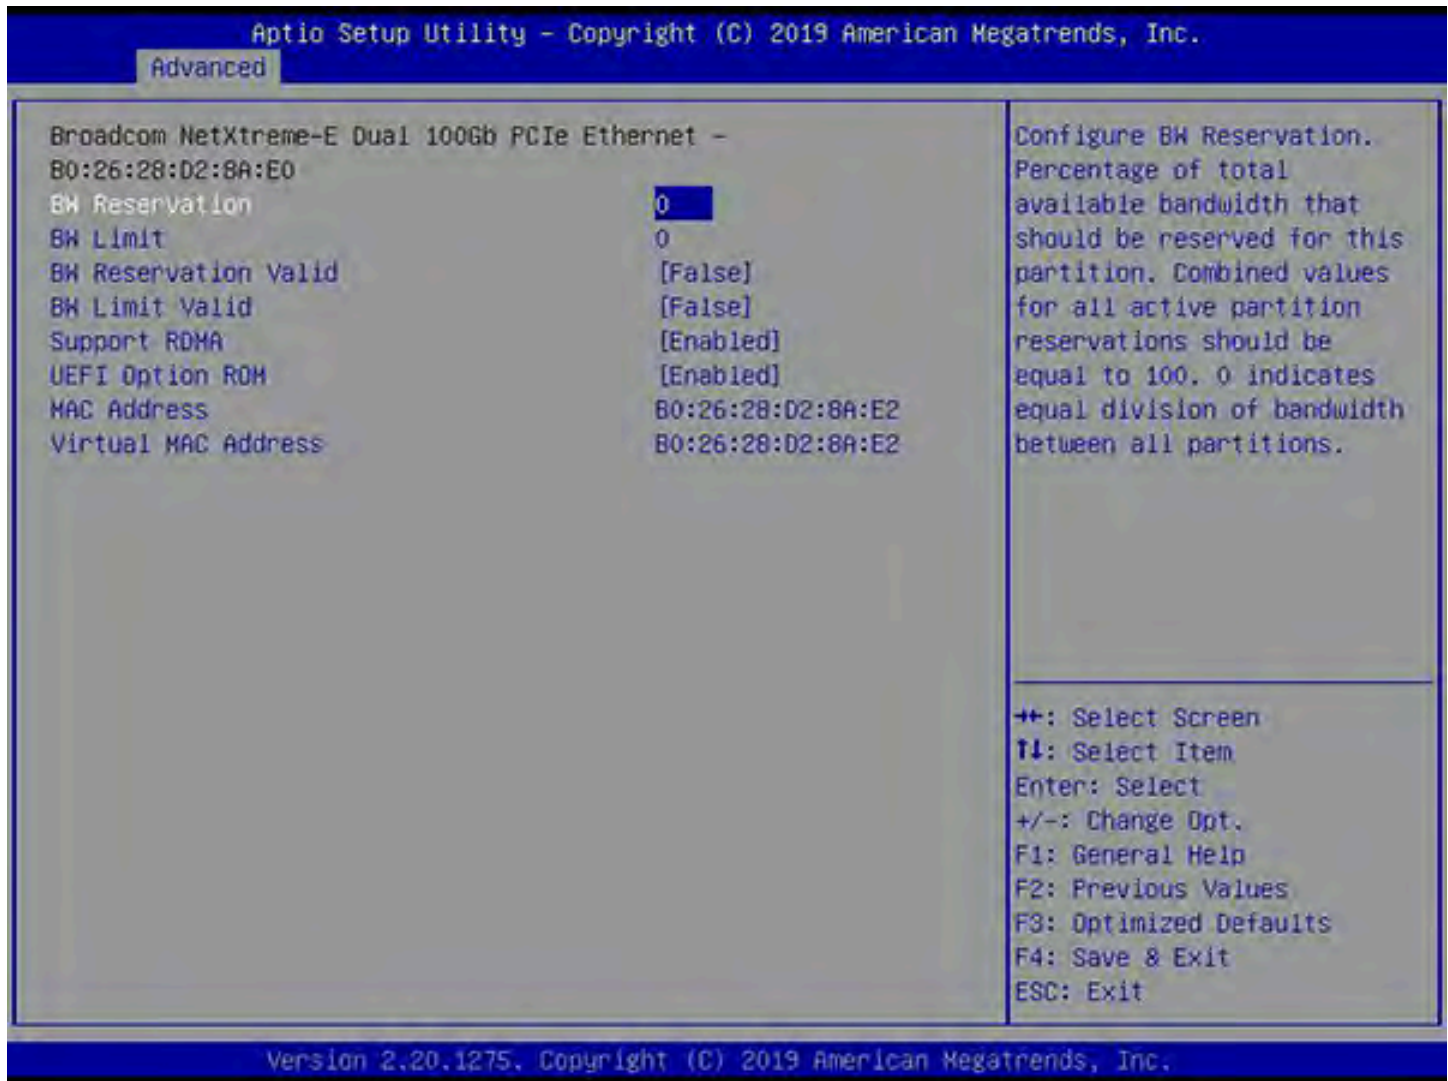 Aptio Setup Utility – Copyright (C) 2019 American Megatrends, Inc.
Advanced
Broadcom NetXtreme-E Dual 100Gb PCIe Ethernet –
B0:26:28:D2:8A:E0
BW Reservation 0
BW Limit 0
BW Reservation Valid [False]
BW Limit Valid [False]
Support RDMA [Enabled]
UEFI Option ROM [Enabled]
MAC Address B0:26:28:D2:8A:E2
Virtual MAC Address B0:26:28:D2:8A:E2
Configure BW Reservation.
Percentage of total
available bandwidth that
should be reserved for this
partition. Combined values
for all active partition
reservations should be
equal to 100. 0 indicates
equal division of bandwidth
between all partitions.
→←: Select Screen
↑↓: Select Item
Enter: Select
+/-: Change Opt.
F1: General Help
F2: Previous Values
F3: Optimized Defaults
F4: Save & Exit
ESC: Exit
Version 2.20.1275. Copyright (C) 2019 American Megatrends, Inc.